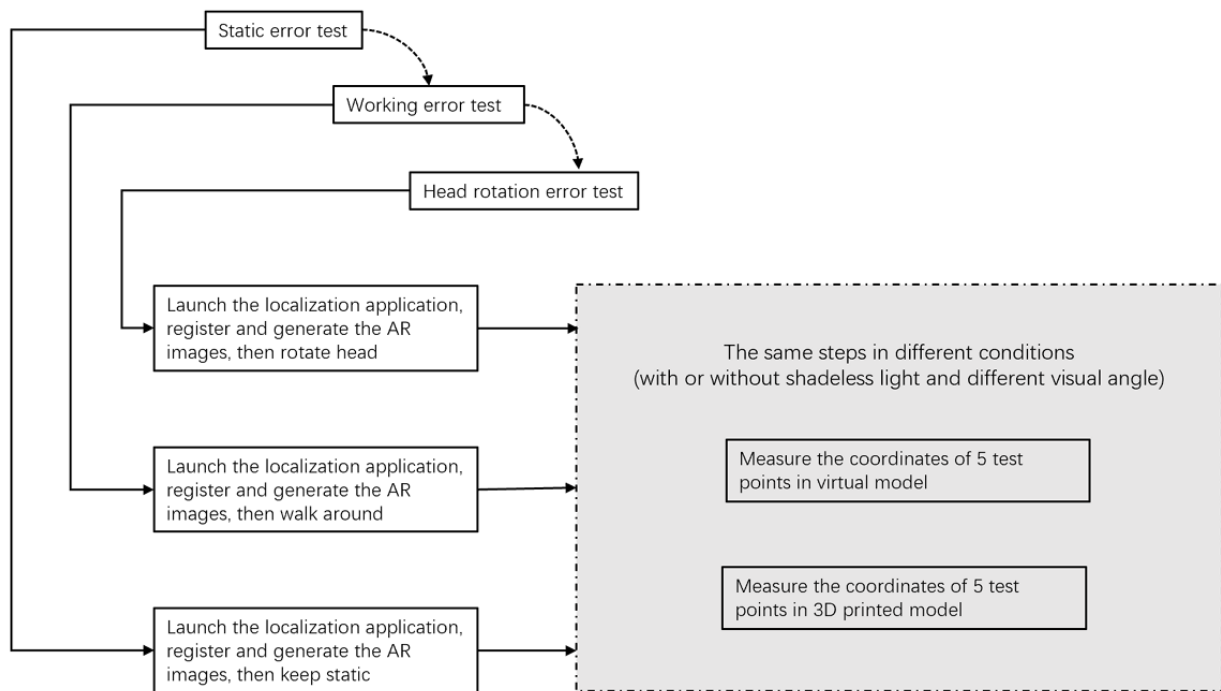 Static error test
Working error test
Head rotation error test
Launch the localization application,
register and generate the AR
images, then rotate head
The same steps in different conditions
(with or without shadeless light and different visual angle)
Launch the localization application,
register and generate the AR
images, then walk around
Measure the coordinates of 5 test
points in virtual model
Measure the coordinates of 5 test
points in 3D printed model
Launch the localization application,
register and generate the AR
images, then keep static